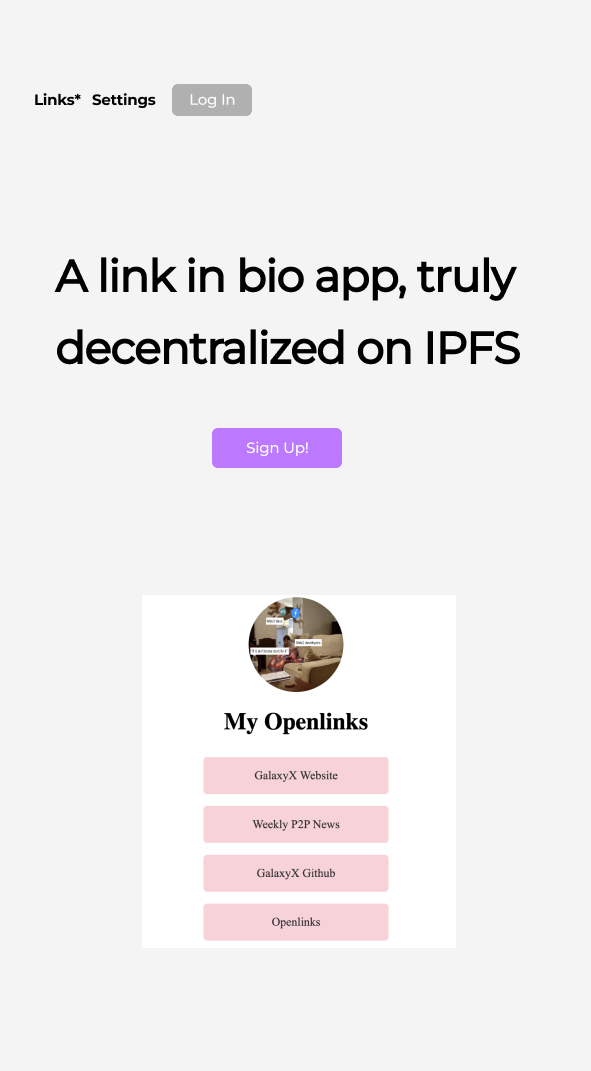 Links* Settings Log In
A link in bio app, truly
decentralized on IPFS
Sign Up!
My Openlinks
GalaxyX Website
Weekly P2P News
GalaxyX Github
Openlinks